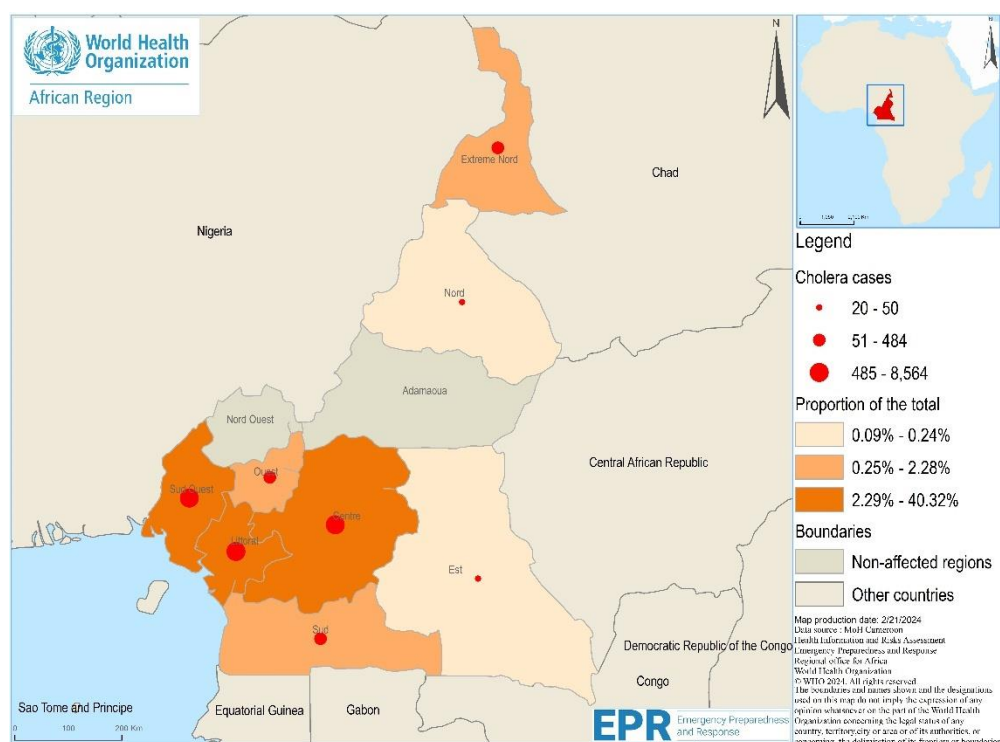 World Health
Organization
African Region
N
Extreme Nord
Chad
Nigeria
Nord
Adamaoua
Nord Ouest
Ouest
Sud Ouest
Centre
Littoral
Central African Republic
Est
Sud
Democratic Republic of the Congo
Congo
Sao Tome and Principe
Equatorial Guinea
Gabon
0 100 200 Km
EPR Emergency Preparedness
and Response
Legend
Cholera cases
20 - 50
51 - 484
485 - 8,564
Proportion of the total
0.09% - 0.24%
0.25% - 2.28%
2.29% - 40.32%
Boundaries
Non-affected regions
Other countries
Map production date: 2/21/2024
Data source : MoH Cameroon
Health Information and Risks Assessment
Emergency Preparedness and Response
Regional office for Africa
World Health Organization
© WHO 2024. All rights reserved.
The boundaries and names shown and the designations
used on this map do not imply the expression of any
opinion whatsoever on the part of the World Health
Organization concerning the legal status of any
country, territory,city or area or of its authorities, or
concerning the delimitation of its frontiers or boundaries